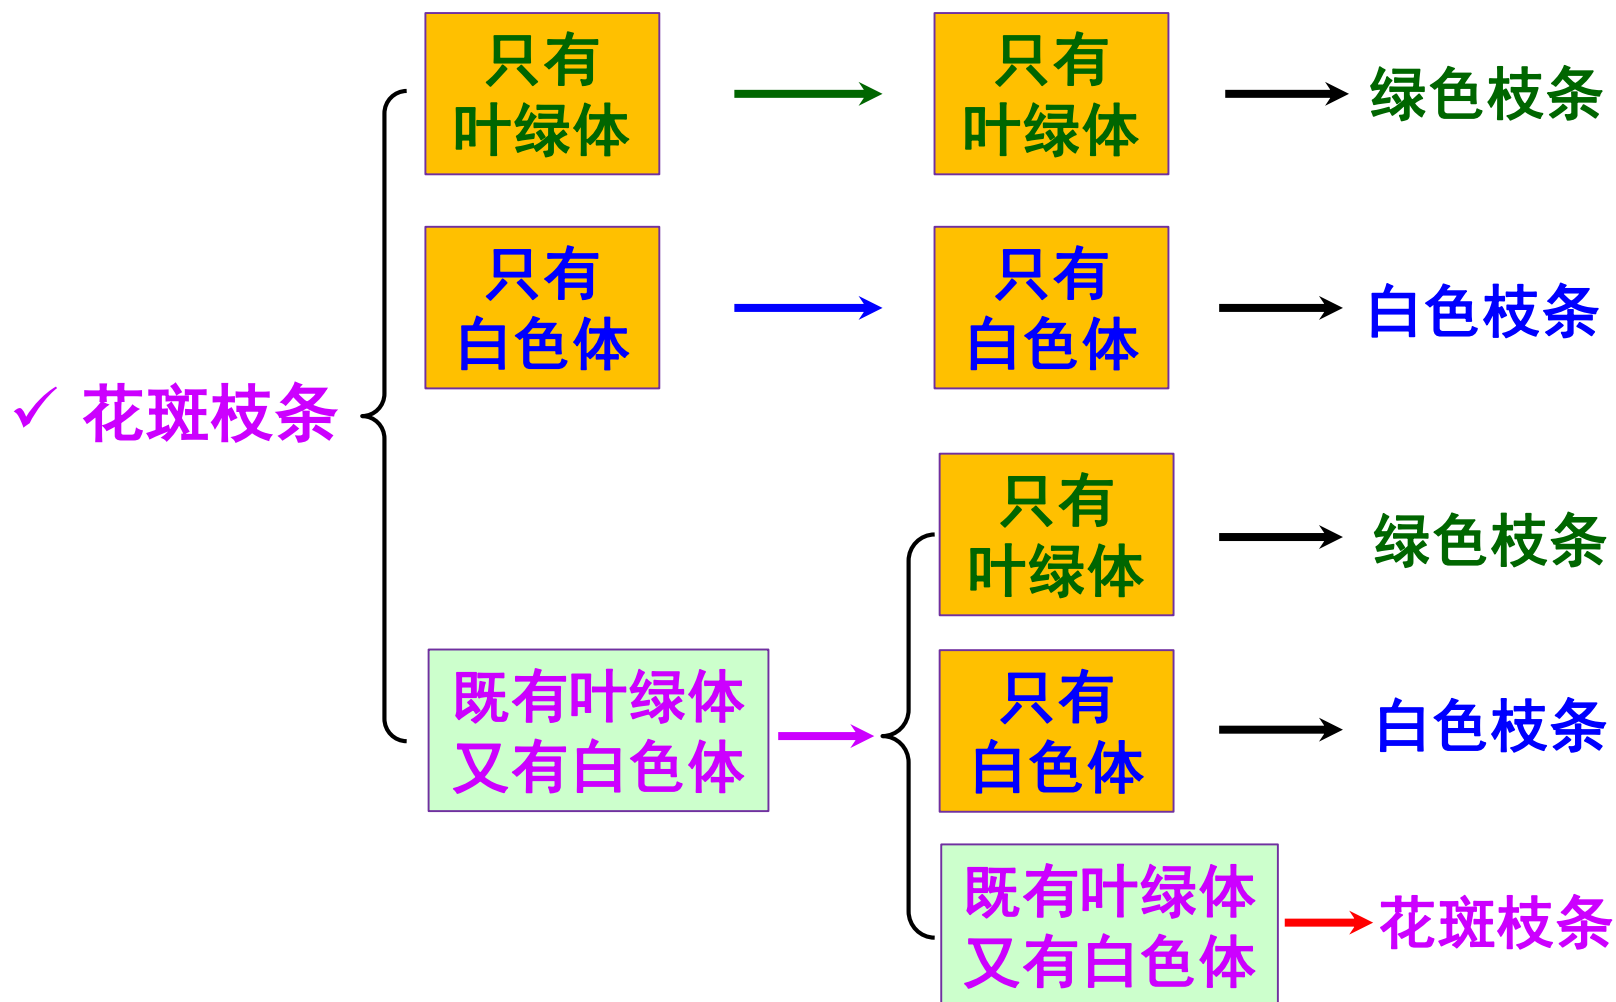 ✓ 花斑枝条
只有
叶绿体
只有
叶绿体
绿色枝条
只有
白色体
只有
白色体
白色枝条
既有叶绿体
又有白色体
只有
叶绿体
绿色枝条
只有
白色体
白色枝条
既有叶绿体
又有白色体
花斑枝条